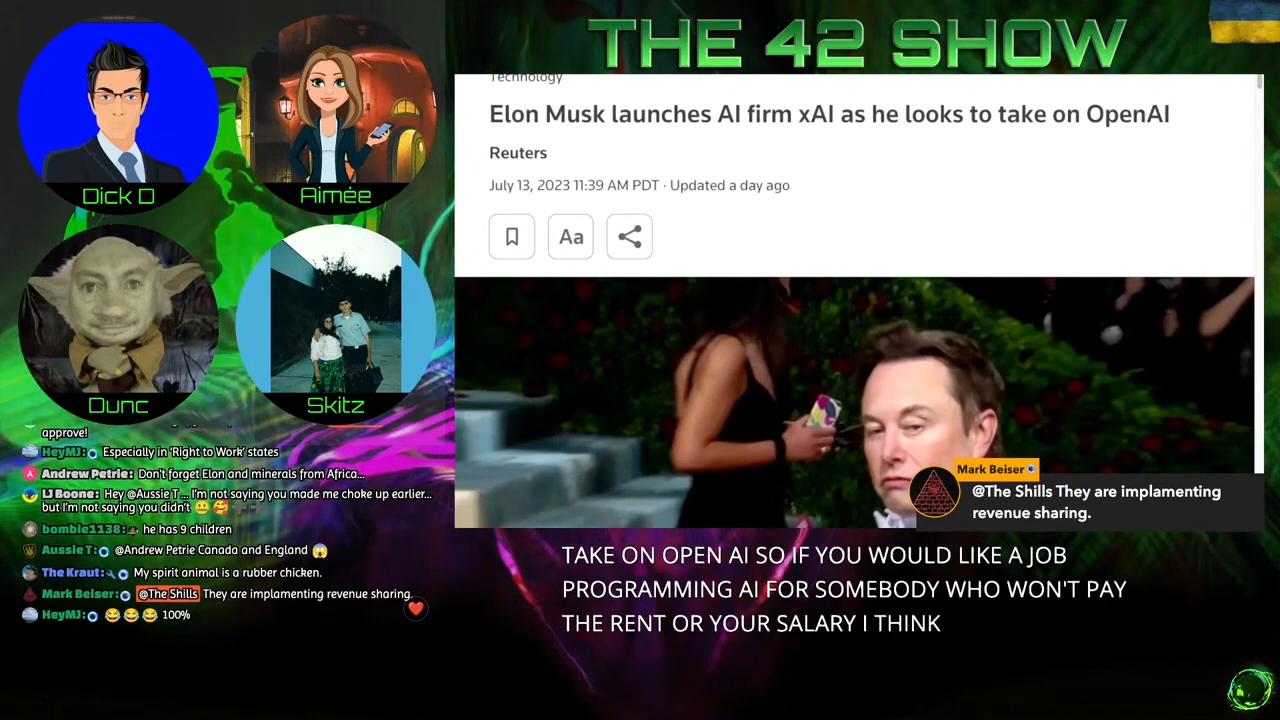 THE 42 SHOW
Dick D
Aimée
Dunc
Skitz
Technology
Elon Musk launches AI firm xAI as he looks to take on OpenAI
Reuters
July 13, 2023 11:39 AM PDT · Updated a day ago
Aa
Mark Beiser
@The Shills They are implamenting
revenue sharing.
approve!
HeyMJ: Especially in 'Right to Work' states
Andrew Petrie: Don't forget Elon and minerals from Africa...
LJ Boone: Hey @Aussie T ... I'm not saying you made me choke up earlier...
but I'm not saying you didn't 🤐 🥰
bombie1138: he has 9 children
Aussie T: @Andrew Petrie Canada and England 😱
The Kraut: My spirit animal is a rubber chicken.
Mark Beiser: @The Shills They are implamenting revenue sharing.
HeyMJ: 😂 😂 😂 100%
TAKE ON OPEN AI SO IF YOU WOULD LIKE A JOB
PROGRAMMING AI FOR SOMEBODY WHO WON'T PAY
THE RENT OR YOUR SALARY I THINK